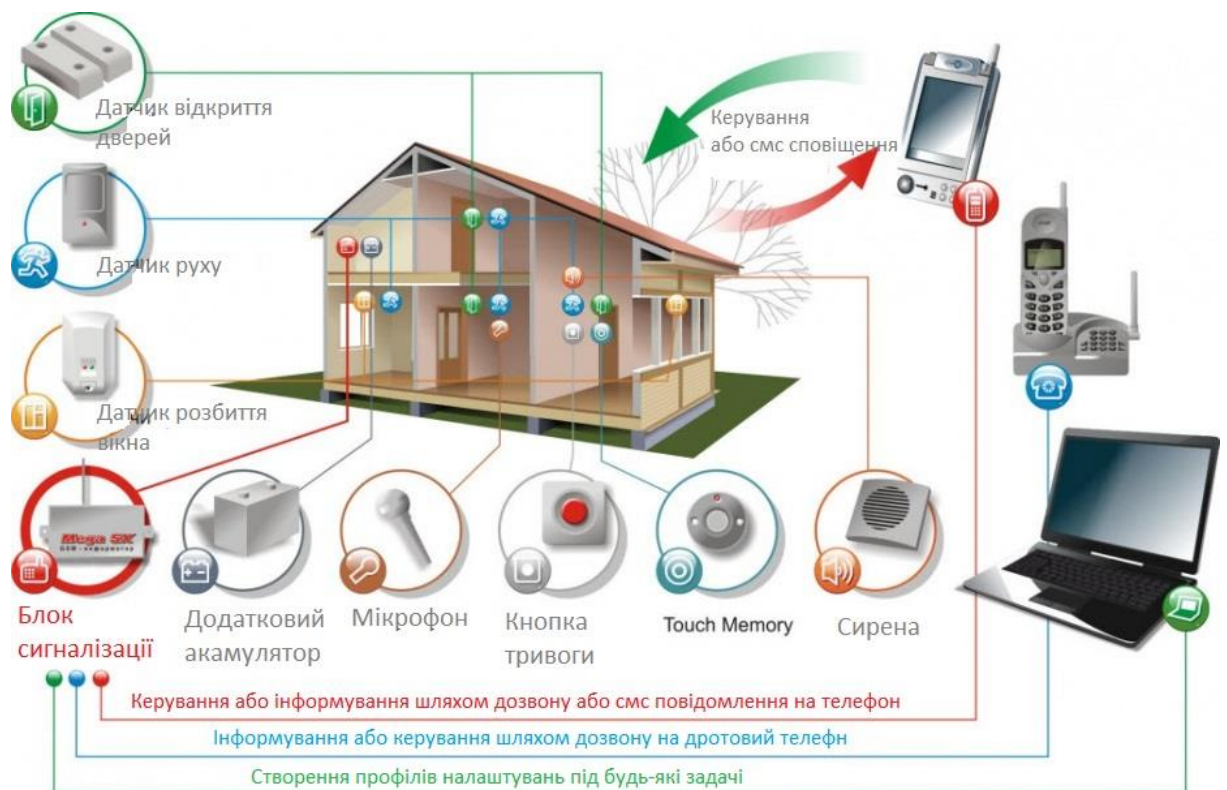 Датчик відкриття
дверей
Керування
або смс сповіщення
Датчик руху
Датчик розбиття
вікна
Mega SX
GSM - информатор
Блок
сигналізації
Додатковий
акамулятор
Мікрофон
Кнопка
тривоги
Touch Memory
Сирена
Керування або інформування шляхом дозвону або смс повідомлення на телефон
Інформування або керування шляхом дозвону на дротовий телефн
Створення профілів налаштувань під будь-які задачі